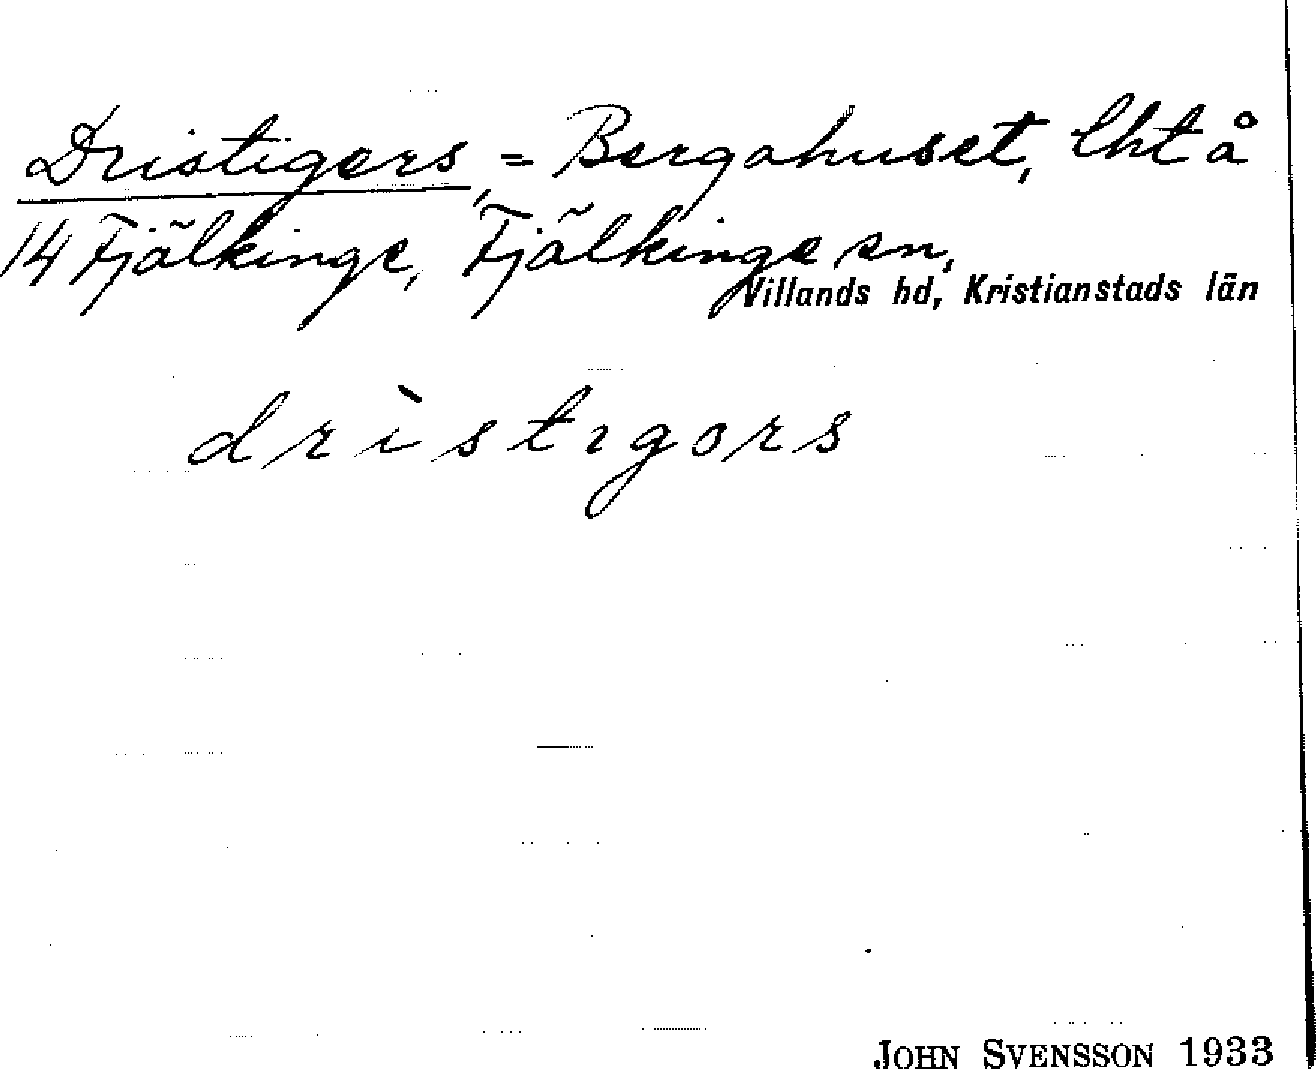 Dristigers, = Bergahuset, lht å
14 Fjälkinge, Fjälkinge sn,
Villands hd, Kristianstads län
dristigors
JOHN SVENSSON 1933